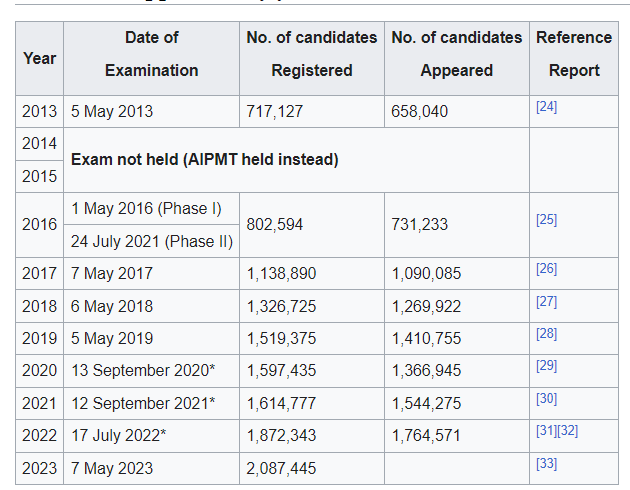 Year Date of Examination No. of candidates Registered No. of candidates Appeared Reference Report
2013 5 May 2013 717,127 658,040 [24]
2014
Exam not held (AIPMT held instead)
2015
2016 1 May 2016 (Phase I) 802,594 731,233 [25]
24 July 2021 (Phase II)
2017 7 May 2017 1,138,890 1,090,085 [26]
2018 6 May 2018 1,326,725 1,269,922 [27]
2019 5 May 2019 1,519,375 1,410,755 [28]
2020 13 September 2020* 1,597,435 1,366,945 [29]
2021 12 September 2021* 1,614,777 1,544,275 [30]
2022 17 July 2022* 1,872,343 1,764,571 [31][32]
2023 7 May 2023 2,087,445 [33]